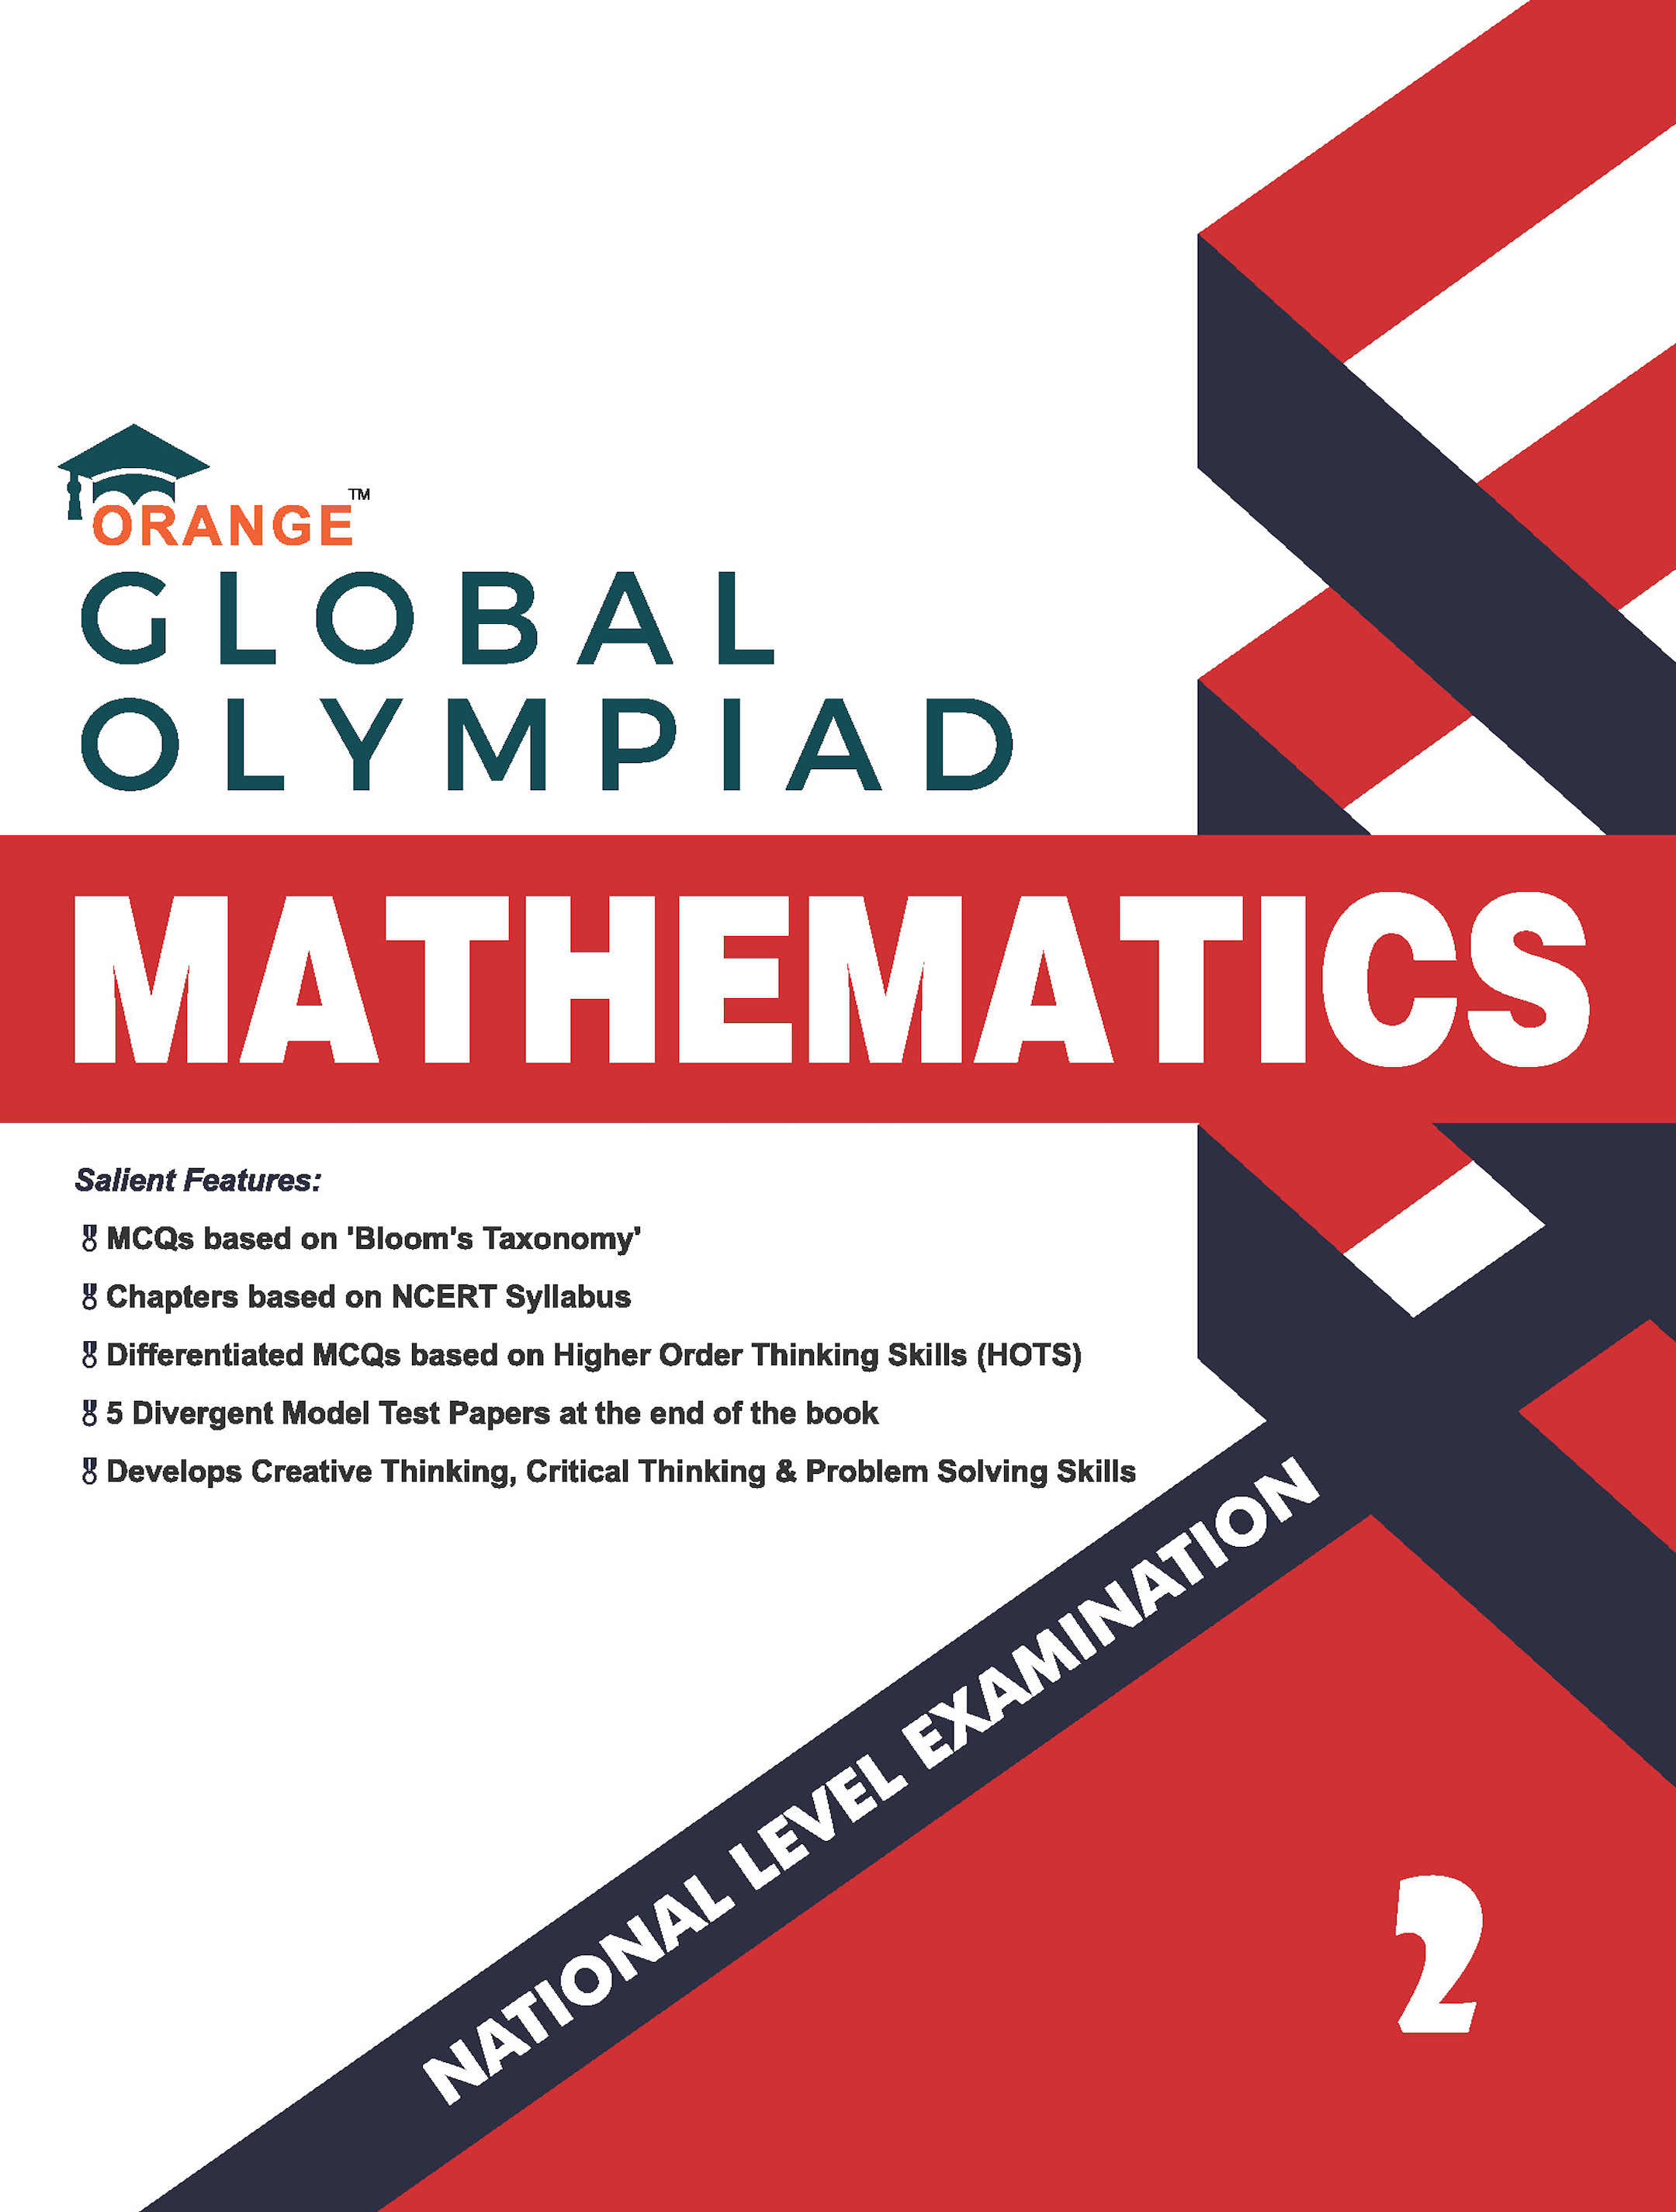 ORANGE™
GLOBAL
OLYMPIAD
MATHEMATICS
Salient Features:
MCQs based on 'Bloom's Taxonomy'
Chapters based on NCERT Syllabus
Differentiated MCQs based on Higher Order Thinking Skills (HOTS)
5 Divergent Model Test Papers at the end of the book
Develops Creative Thinking, Critical Thinking & Problem Solving Skills
NATIONAL LEVEL EXAMINATION
2